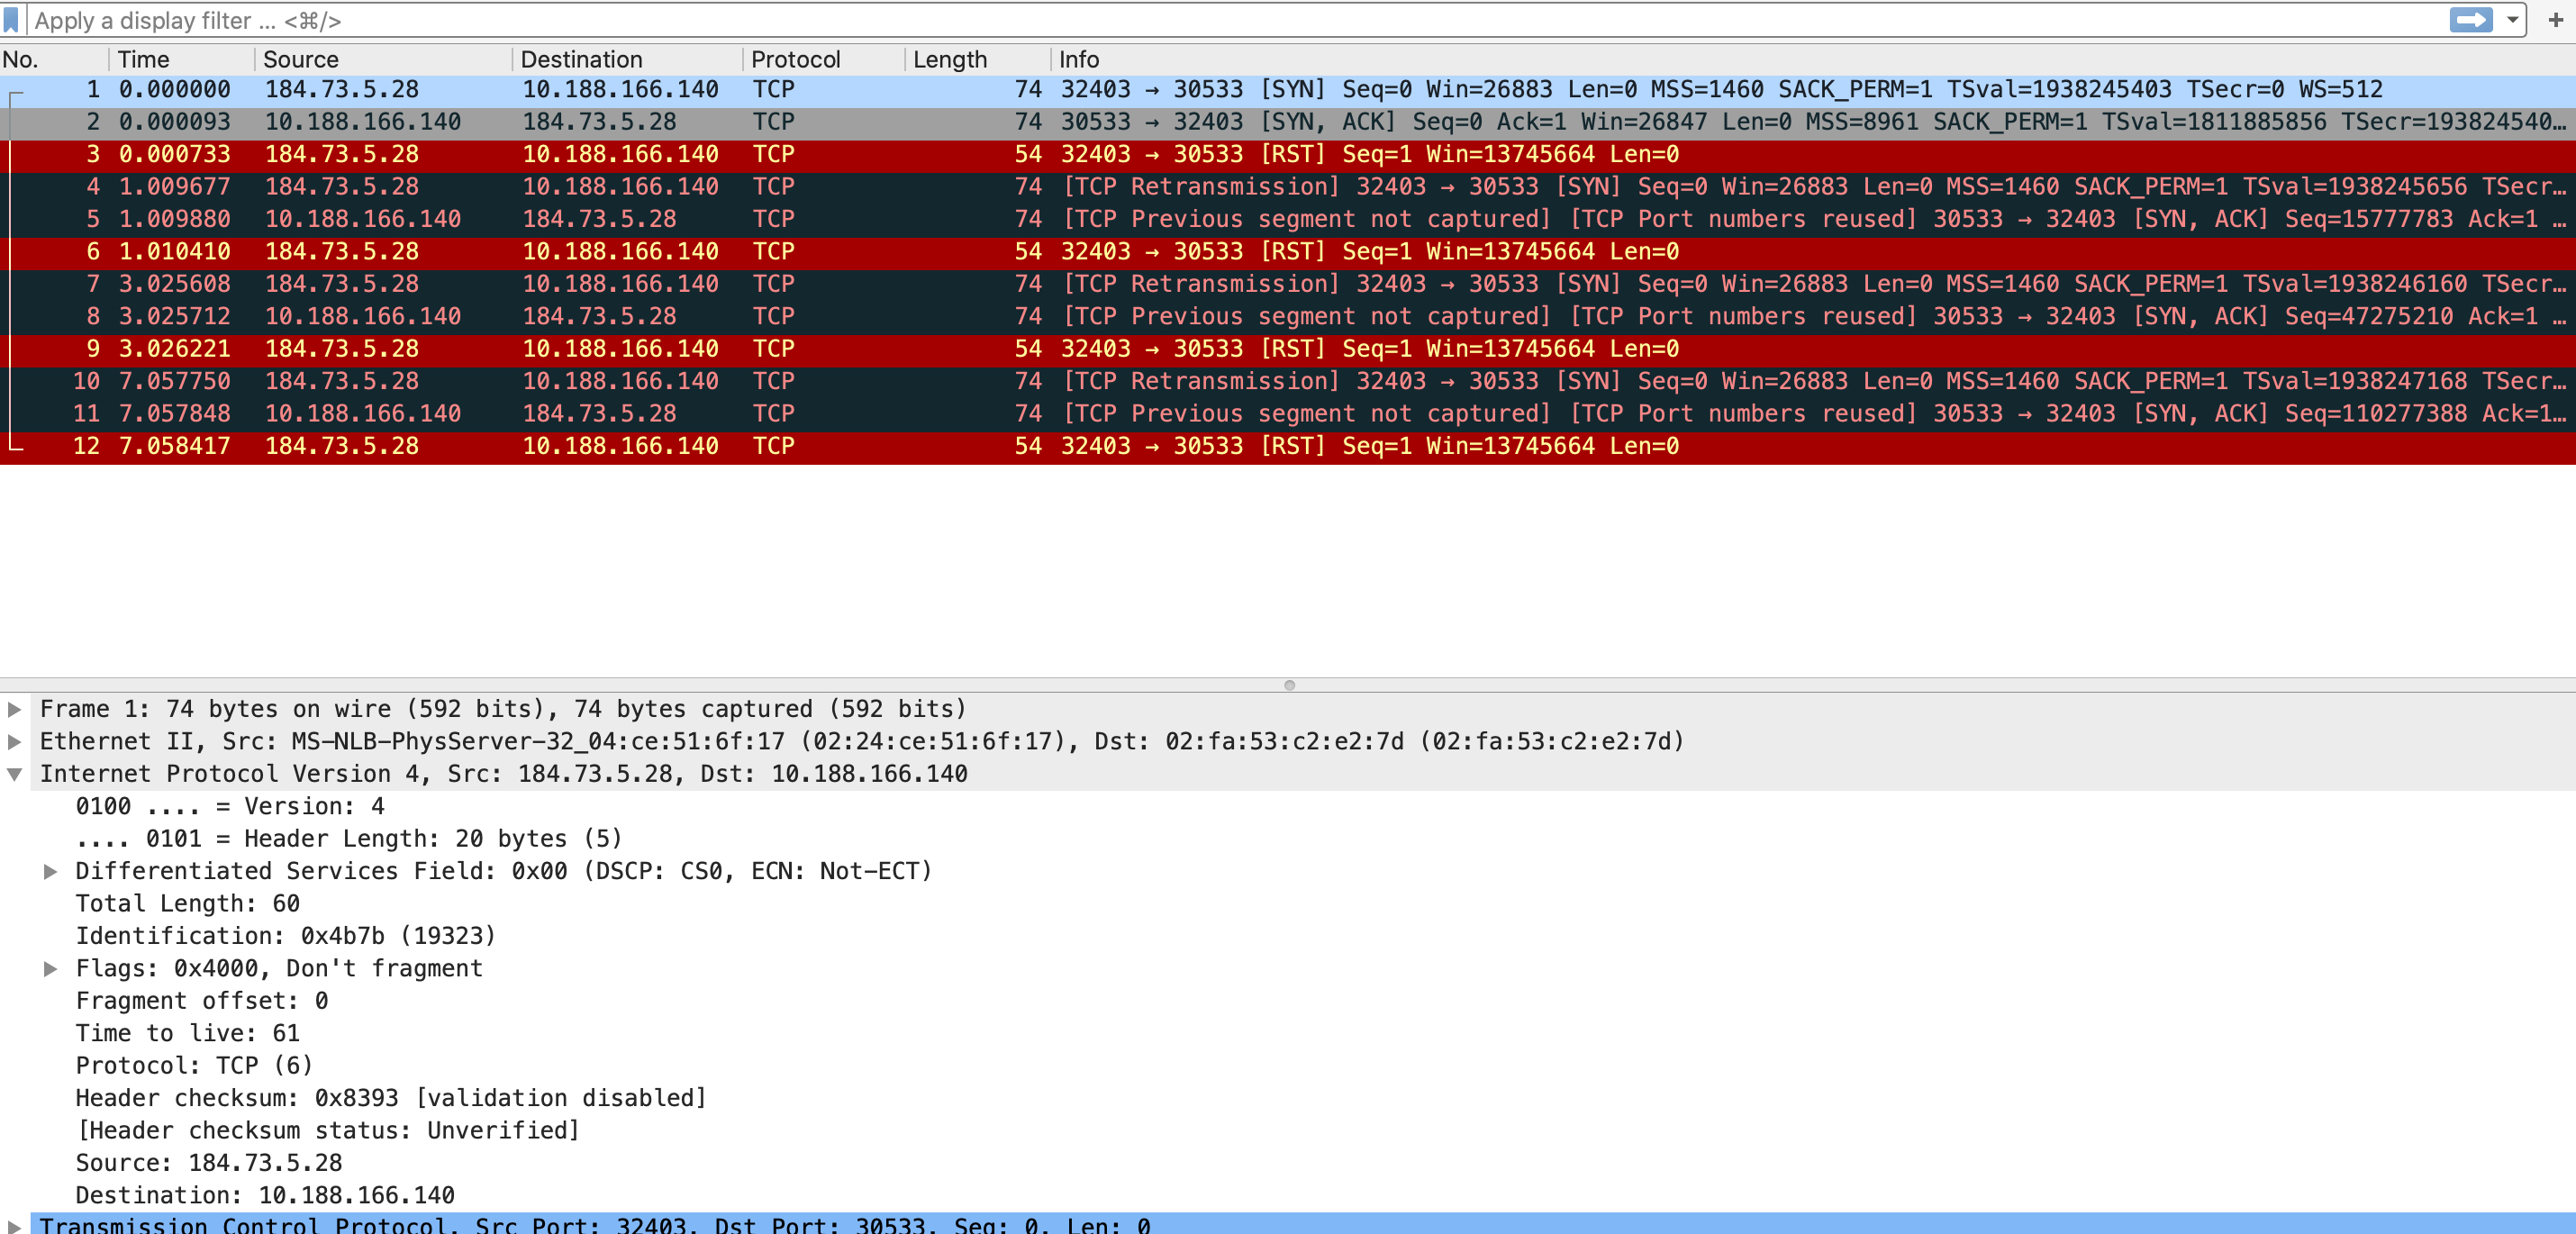 Apply a display filter ... <⌘/>
No. Time Source Destination Protocol Length Info
1 0.000000 184.73.5.28 10.188.166.140 TCP 74 32403 → 30533 [SYN] Seq=0 Win=26883 Len=0 MSS=1460 SACK_PERM=1 TSval=1938245403 TSecr=0 WS=512
2 0.000093 10.188.166.140 184.73.5.28 TCP 74 30533 → 32403 [SYN, ACK] Seq=0 Ack=1 Win=26847 Len=0 MSS=8961 SACK_PERM=1 TSval=1811885856 TSecr=193824540…
3 0.000733 184.73.5.28 10.188.166.140 TCP 54 32403 → 30533 [RST] Seq=1 Win=13745664 Len=0
4 1.009677 184.73.5.28 10.188.166.140 TCP 74 [TCP Retransmission] 32403 → 30533 [SYN] Seq=0 Win=26883 Len=0 MSS=1460 SACK_PERM=1 TSval=1938245656 TSecr…
5 1.009880 10.188.166.140 184.73.5.28 TCP 74 [TCP Previous segment not captured] [TCP Port numbers reused] 30533 → 32403 [SYN, ACK] Seq=15777783 Ack=1 …
6 1.010410 184.73.5.28 10.188.166.140 TCP 54 32403 → 30533 [RST] Seq=1 Win=13745664 Len=0
7 3.025608 184.73.5.28 10.188.166.140 TCP 74 [TCP Retransmission] 32403 → 30533 [SYN] Seq=0 Win=26883 Len=0 MSS=1460 SACK_PERM=1 TSval=1938246160 TSecr…
8 3.025712 10.188.166.140 184.73.5.28 TCP 74 [TCP Previous segment not captured] [TCP Port numbers reused] 30533 → 32403 [SYN, ACK] Seq=47275210 Ack=1 …
9 3.026221 184.73.5.28 10.188.166.140 TCP 54 32403 → 30533 [RST] Seq=1 Win=13745664 Len=0
10 7.057750 184.73.5.28 10.188.166.140 TCP 74 [TCP Retransmission] 32403 → 30533 [SYN] Seq=0 Win=26883 Len=0 MSS=1460 SACK_PERM=1 TSval=1938247168 TSecr…
11 7.057848 10.188.166.140 184.73.5.28 TCP 74 [TCP Previous segment not captured] [TCP Port numbers reused] 30533 → 32403 [SYN, ACK] Seq=110277388 Ack=1…
12 7.058417 184.73.5.28 10.188.166.140 TCP 54 32403 → 30533 [RST] Seq=1 Win=13745664 Len=0
Frame 1: 74 bytes on wire (592 bits), 74 bytes captured (592 bits)
Ethernet II, Src: MS-NLB-PhysServer-32_04:ce:51:6f:17 (02:24:ce:51:6f:17), Dst: 02:fa:53:c2:e2:7d (02:fa:53:c2:e2:7d)
Internet Protocol Version 4, Src: 184.73.5.28, Dst: 10.188.166.140
0100 .... = Version: 4
.... 0101 = Header Length: 20 bytes (5)
Differentiated Services Field: 0x00 (DSCP: CS0, ECN: Not-ECT)
Total Length: 60
Identification: 0x4b7b (19323)
Flags: 0x4000, Don't fragment
Fragment offset: 0
Time to live: 61
Protocol: TCP (6)
Header checksum: 0x8393 [validation disabled]
[Header checksum status: Unverified]
Source: 184.73.5.28
Destination: 10.188.166.140
Transmission Control Protocol, Src Port: 32403, Dst Port: 30533, Seq: 0, Len: 0